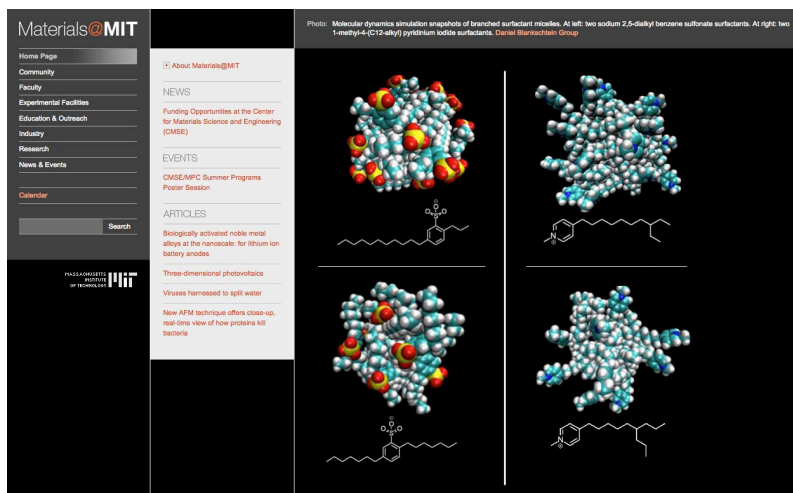 Materials@MIT
Home Page
Community
Faculty
Experimental Facilities
Education & Outreach
Industry
Research
News & Events
Calendar
Search
MASSACHUSETTS
INSTITUTE
OF TECHNOLOGY
About Materials@MIT
NEWS
Funding Opportunities at the Center
for Materials Science and Engineering
(CMSE)
EVENTS
CMSE/MPC Summer Programs
Poster Session
ARTICLES
Biologically activated noble metal
alloys at the nanoscale: for lithium ion
battery anodes
Three-dimensional photovoltaics
Viruses harnessed to split water
New AFM technique offers close-up,
real-time view of how proteins kill
bacteria
Photo: Molecular dynamics simulation snapshots of branched surfactant micelles. At left: two sodium 2,5-dialkyl benzene sulfonate surfactants. At right: two
1-methyl-4-(C12-alkyl) pyridinium iodide surfactants. Daniel Blankschtein Group
O
O S O
N
O
O S O
N